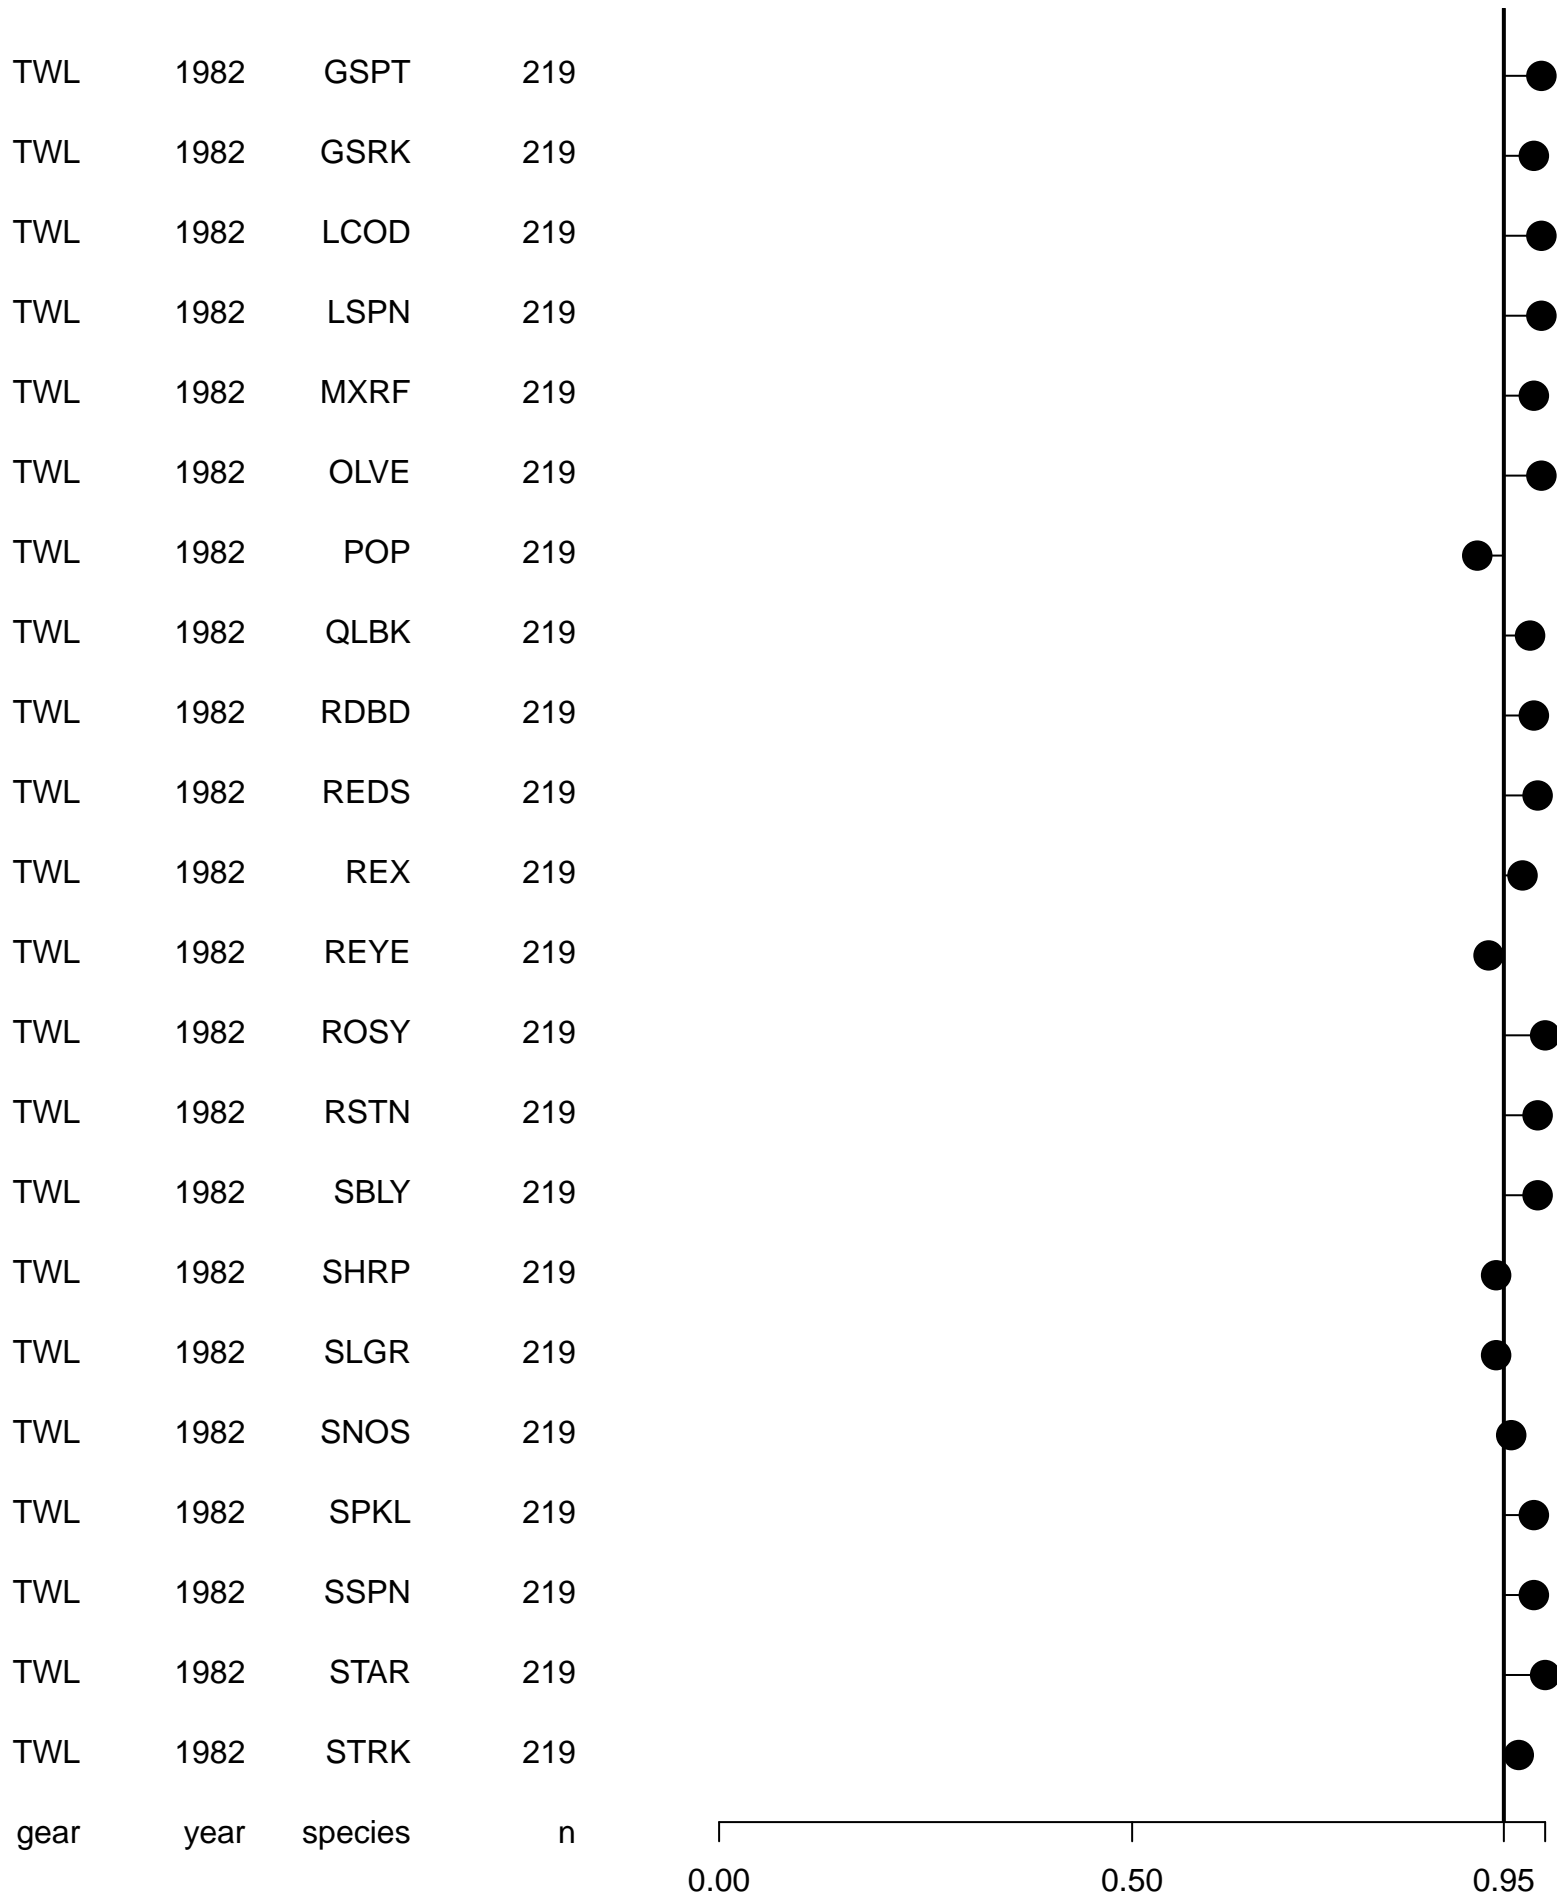 TWL 1982 GSPT 219
TWL 1982 GSRK 219
TWL 1982 LCOD 219
TWL 1982 LSPN 219
TWL 1982 MXRF 219
TWL 1982 OLVE 219
TWL 1982 POP 219
TWL 1982 QLBK 219
TWL 1982 RDBD 219
TWL 1982 REDS 219
TWL 1982 REX 219
TWL 1982 REYE 219
TWL 1982 ROSY 219
TWL 1982 RSTN 219
TWL 1982 SBLY 219
TWL 1982 SHRP 219
TWL 1982 SLGR 219
TWL 1982 SNOS 219
TWL 1982 SPKL 219
TWL 1982 SSPN 219
TWL 1982 STAR 219
TWL 1982 STRK 219
gear year species n
0.00 0.50 0.95